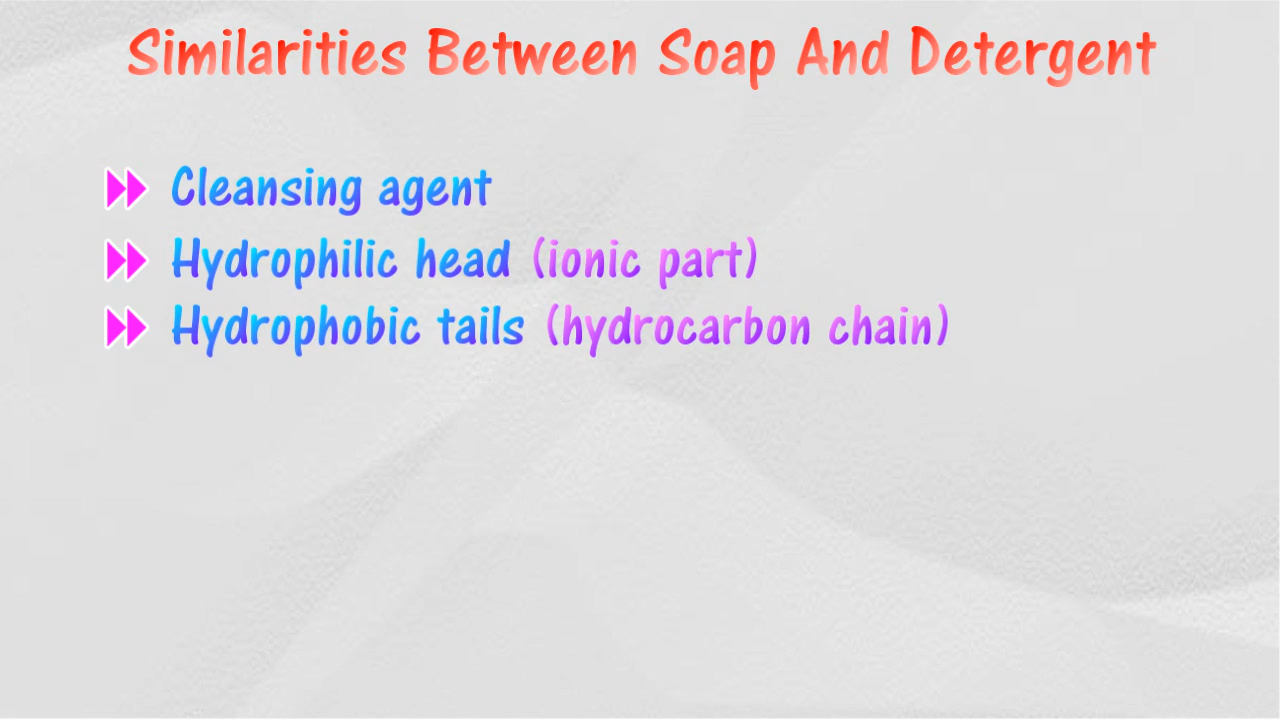 Similarities Between Soap And Detergent
Cleansing agent
Hydrophilic head (ionic part)
Hydrophobic tails (hydrocarbon chain)